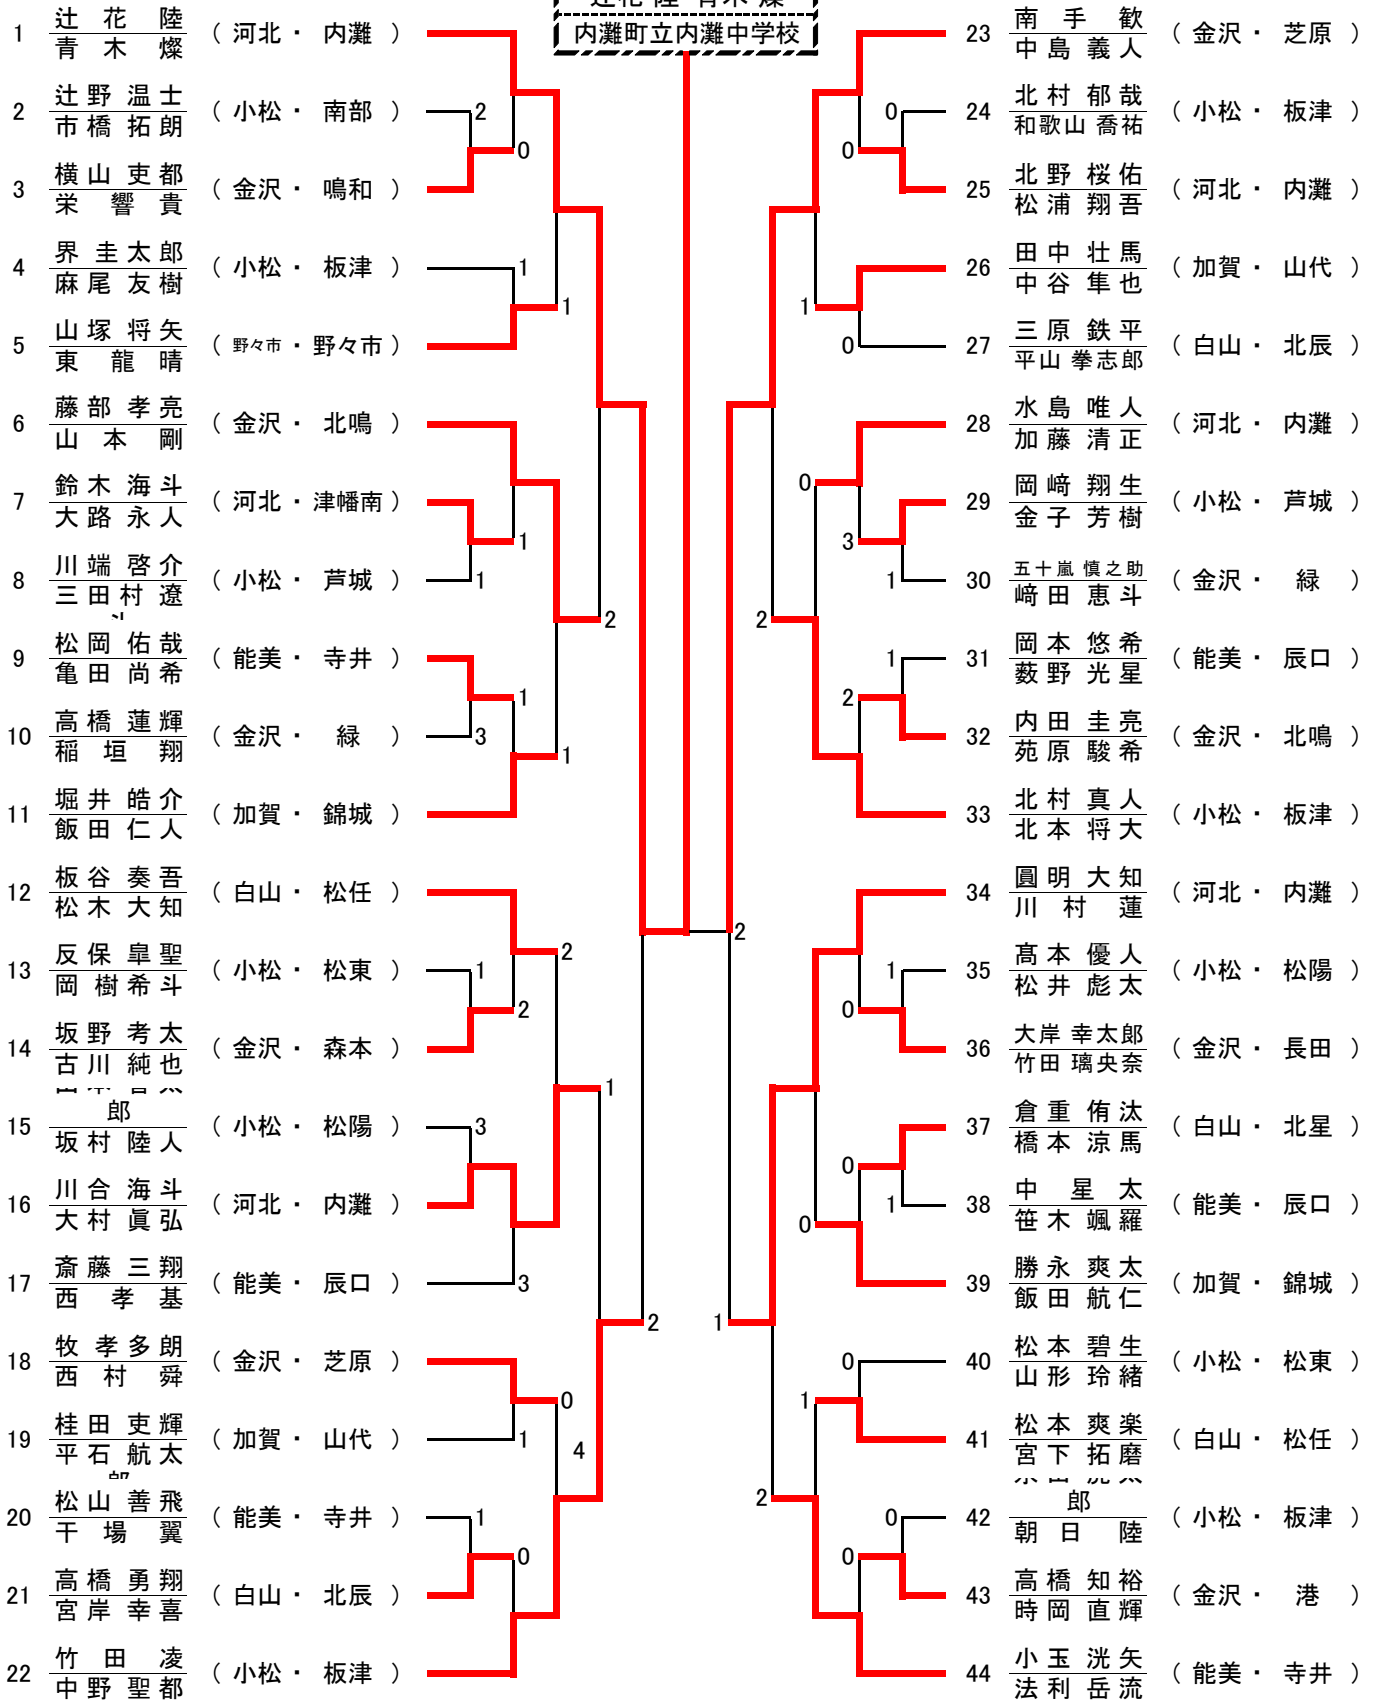 内灘町立内灘中学校
1 辻 花 陸 ( 河北 ・ 内灘 )
青 木 燦
2 辻 野 温 士 ( 小松 ・ 南部 ) 2
市 橋 拓 朗
0
3 横 山 吏 都 ( 金沢 ・ 鳴和 )
栄 響 貴
4 界 圭 太 郎 ( 小松 ・ 板津 ) 1
麻 尾 友 樹
1
5 山 塚 将 矢 ( 野々市 ・ 野々市 )
東 龍 晴
6 藤 部 孝 亮 ( 金沢 ・ 北鳴 )
山 本 剛
7 鈴 木 海 斗 ( 河北 ・ 津幡南 )
大 路 永 人
1
8 川 端 啓 介 ( 小松 ・ 芦城 ) 1
三 田 村 遼
2
9 松 岡 佑 哉 ( 能美 ・ 寺井 )
亀 田 尚 希
1
10 高 橋 蓮 輝 ( 金沢 ・ 緑 ) 3
稲 垣 翔
1
11 堀 井 皓 介 ( 加賀 ・ 錦城 )
飯 田 仁 人
12 板 谷 奏 吾 ( 白山 ・ 松任 )
松 木 大 知
2
13 反 保 皐 聖 ( 小松 ・ 松東 ) 1
岡 樹 希 斗
2
14 坂 野 考 太 ( 金沢 ・ 森本 )
古 川 純 也
1
郎
15 ( 小松 ・ 松陽 ) 3
坂 村 陸 人
16 川 合 海 斗 ( 河北 ・ 内灘 )
大 村 眞 弘
17 斎 藤 三 翔 ( 能美 ・ 辰口 ) 3
西 孝 基
2
18 牧 孝 多 朗 ( 金沢 ・ 芝原 )
西 村 舜
0
19 桂 田 吏 輝 ( 加賀 ・ 山代 ) 1
平 石 航 太
4
20 松 山 善 飛 ( 能美 ・ 寺井 ) 1
干 場 翼
0
21 高 橋 勇 翔 ( 白山 ・ 北辰 )
宮 岸 幸 喜
22 竹 田 凌 ( 小松 ・ 板津 )
中 野 聖 都
2
23 南 手 歓 ( 金沢 ・ 芝原 )
中 島 義 人
0 24 北 村 郁 哉 ( 小松 ・ 板津 )
和歌山 喬祐
0
25 北 野 桜 佑 ( 河北 ・ 内灘 )
松 浦 翔 吾
26 田 中 壮 馬 ( 加賀 ・ 山代 )
中 谷 隼 也
1
0 27 三 原 鉄 平 ( 白山 ・ 北辰 )
平山 拳志郎
28 水 島 唯 人 ( 河北 ・ 内灘 )
加 藤 清 正
0
29 岡 﨑 翔 生 ( 小松 ・ 芦城 )
金 子 芳 樹
3
1 30 五十嵐 慎之助 ( 金沢 ・ 緑 )
﨑 田 恵 斗
2
1 31 岡 本 悠 希 ( 能美 ・ 辰口 )
薮 野 光 星
2
32 内 田 圭 亮 ( 金沢 ・ 北鳴 )
苑 原 駿 希
33 北 村 真 人 ( 小松 ・ 板津 )
北 本 将 大
34 圓 明 大 知 ( 河北 ・ 内灘 )
川 村 蓮
1 35 髙 本 優 人 ( 小松 ・ 松陽 )
松 井 彪 太
0
36 大岸 幸太郎 ( 金沢 ・ 長田 )
竹田 璃央奈
37 倉 重 侑 汰 ( 白山 ・ 北星 )
橋 本 涼 馬
0
1 38 中 星 太 ( 能美 ・ 辰口 )
笹 木 颯 羅
0
39 勝 永 爽 太 ( 加賀 ・ 錦城 )
飯 田 航 仁
1
0 40 松 本 碧 生 ( 小松 ・ 松東 )
山 形 玲 緒
1
41 松 本 爽 楽 ( 白山 ・ 松任 )
宮 下 拓 磨
2
郎
0 42 ( 小松 ・ 板津 )
朝 日 陸
0
43 高 橋 知 裕 ( 金沢 ・ 港 )
時 岡 直 輝
44 小 玉 洸 矢 ( 能美 ・ 寺井 )
法 利 岳 流